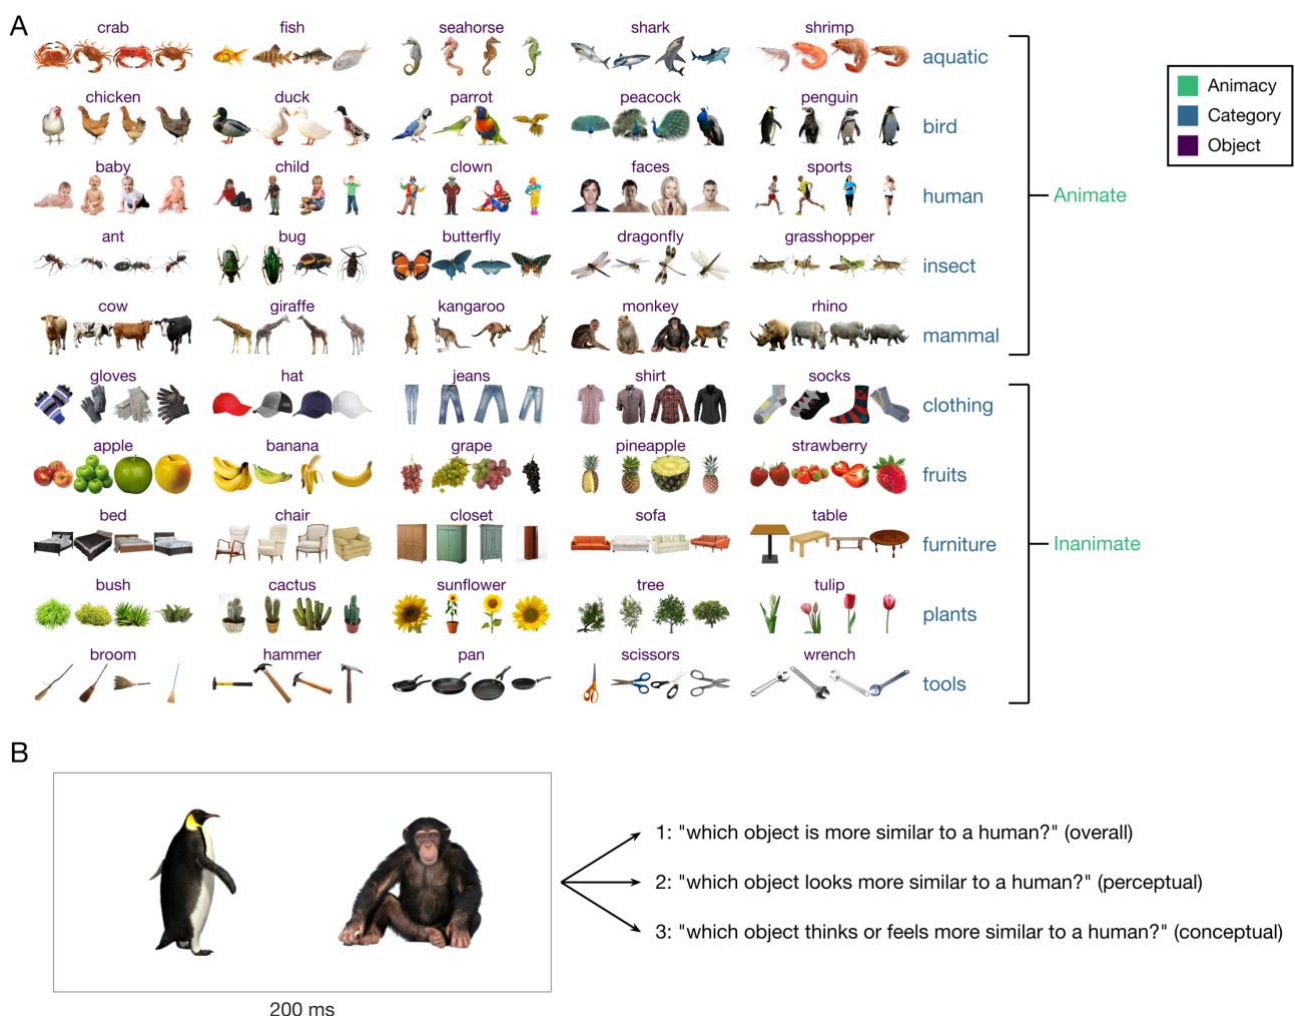 A
crab fish seahorse shark shrimp
aquatic
chicken duck parrot peacock penguin
bird
baby child clown faces sports
human
ant bug butterfly dragonfly grasshopper
insect
cow giraffe kangaroo monkey rhino
mammal
Animate
gloves hat jeans shirt socks
clothing
apple banana grape pineapple strawberry
fruits
bed chair closet sofa table
furniture
bush cactus sunflower tree tulip
plants
broom hammer pan scissors wrench
tools
Inanimate
Animacy
Category
Object
B
200 ms
1: "which object is more similar to a human?" (overall)
2: "which object looks more similar to a human?" (perceptual)
3: "which object thinks or feels more similar to a human?" (conceptual)